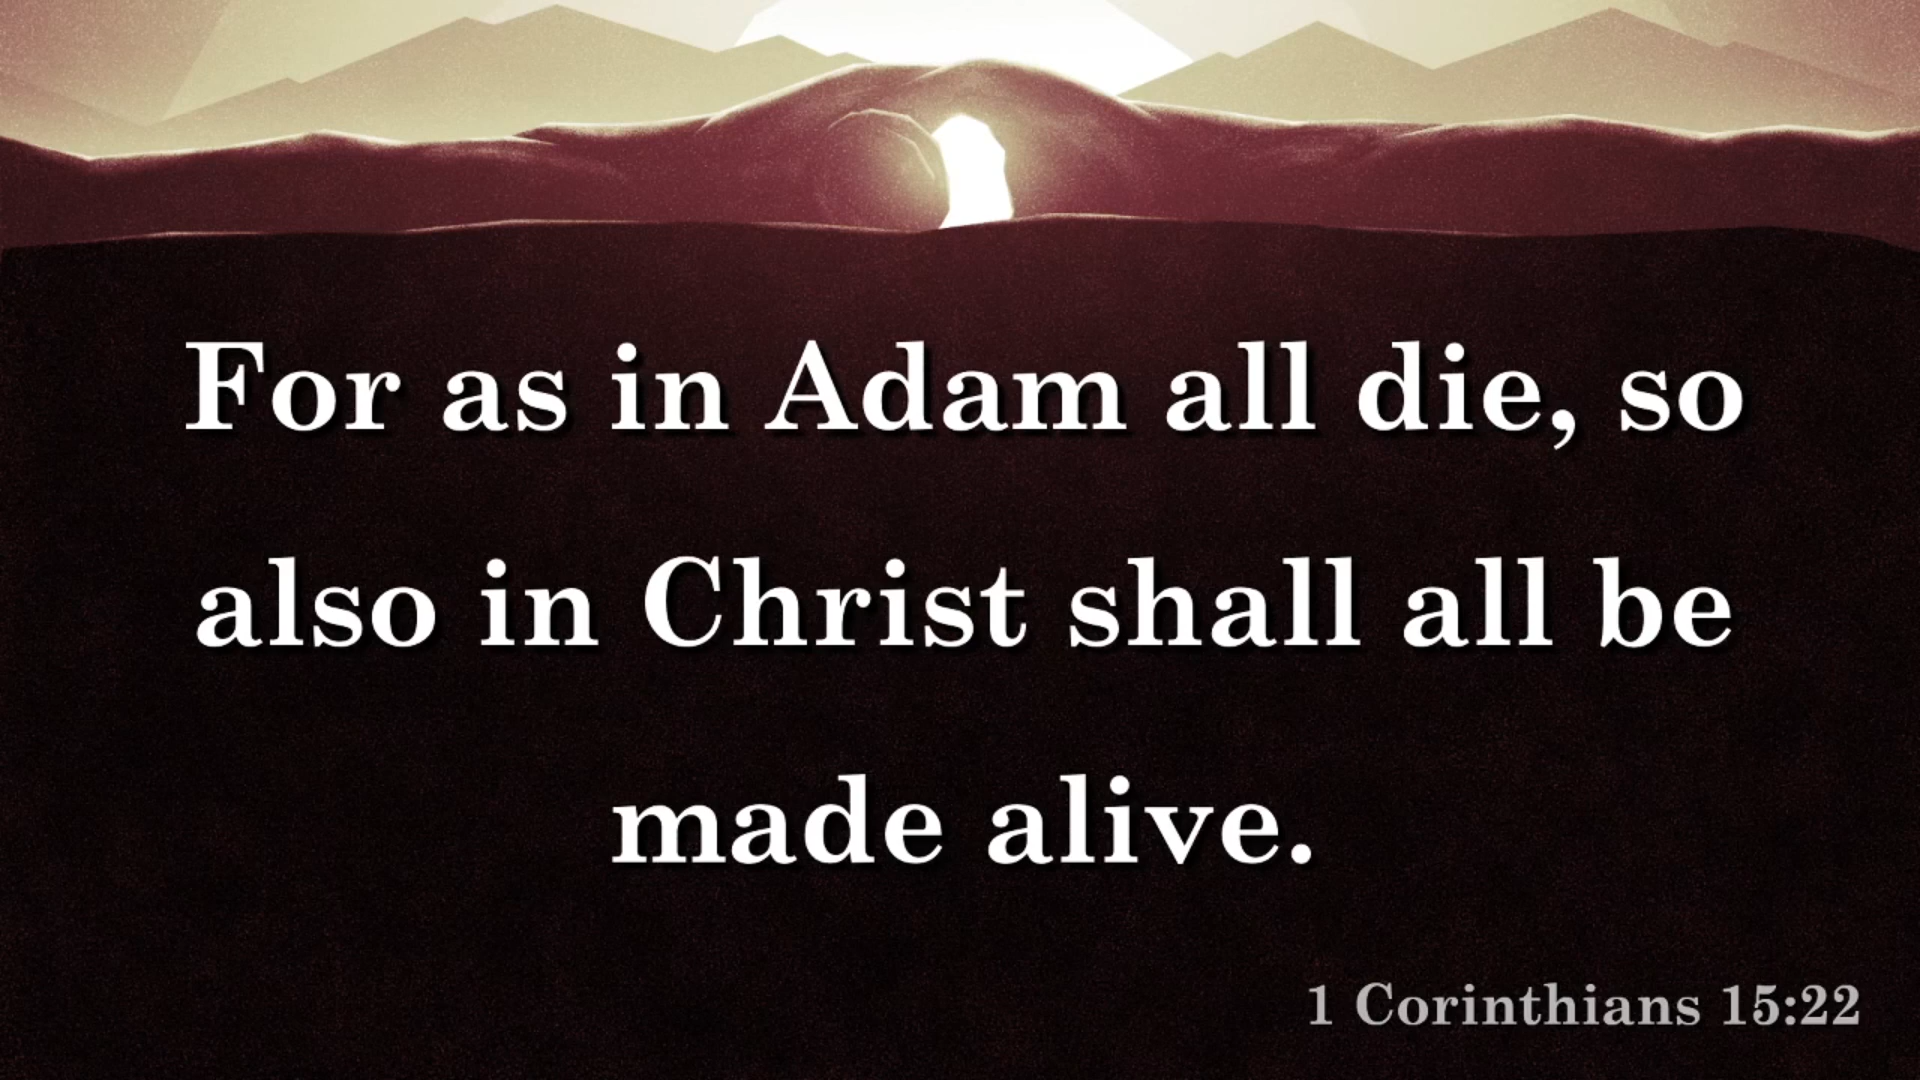 For as in Adam all die, so
also in Christ shall all be
made alive.
1 Corinthians 15:22